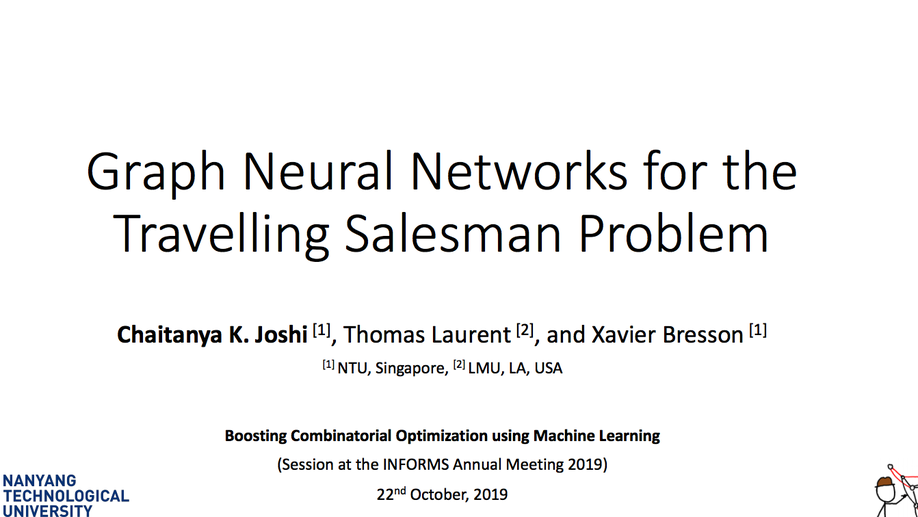 Graph Neural Networks for the
Travelling Salesman Problem
Chaitanya K. Joshi [1], Thomas Laurent [2], and Xavier Bresson [1]
[1] NTU, Singapore, [2] LMU, LA, USA
Boosting Combinatorial Optimization using Machine Learning
(Session at the INFORMS Annual Meeting 2019)
22nd October, 2019
NANYANG
TECHNOLOGICAL
UNIVERSITY